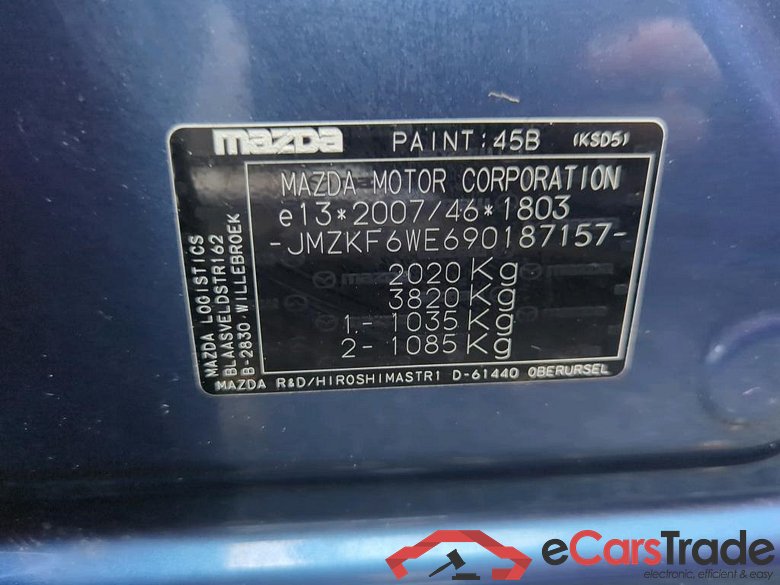 mazda PAINT:45B (KSD5)
MAZDA MOTOR CORPORATION
e13*2007/46*1803
-JMZKF6WE690187157-
2020 Kg
3820 Kg
1.- 1035 Kg
2- 1085 Kg
MAZDA LOGISTICS
BLAASVELDSTR162
B-2830 WILLEBROEK
MAZDA R&D/HIROSHIMASTR1 D-61440 OBERURSEL
eCarsTrade
electronic, efficient & easy